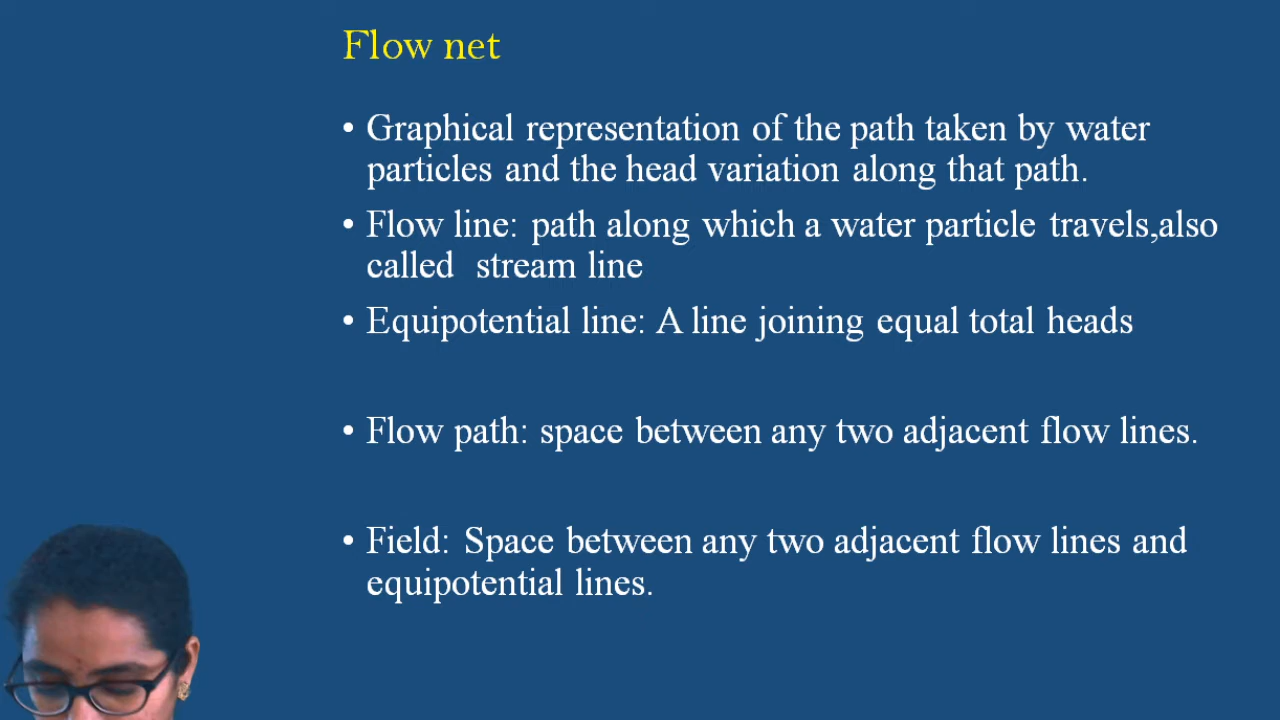 Flow net
• Graphical representation of the path taken by water
particles and the head variation along that path.
• Flow line: path along which a water particle travels,also
called stream line
• Equipotential line: A line joining equal total heads
• Flow path: space between any two adjacent flow lines.
• Field: Space between any two adjacent flow lines and
equipotential lines.